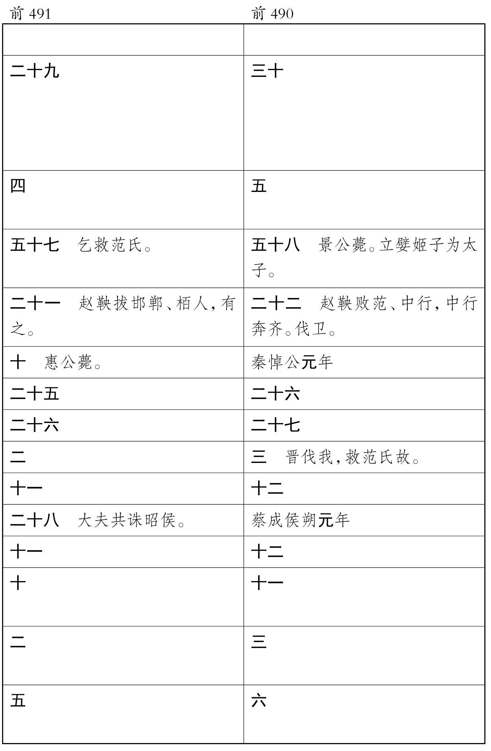 前 491 前 490
二十九 三十
四 五
五十七 乞救范氏。 五十八 景公薨。立嬖姬子为太
子。
二十一 赵鞅拔邯郸、栢人，有 二十二 赵鞅败范、中行，中行
之。 奔齐。伐卫。
十 惠公薨。 秦悼公元年
二十五 二十六
二十六 二十七
二 三 晋伐我，救范氏故。
十一 十二
二十八 大夫共诛昭侯。 蔡成侯朔元年
十一 十二
十 十一
二 三
五 六